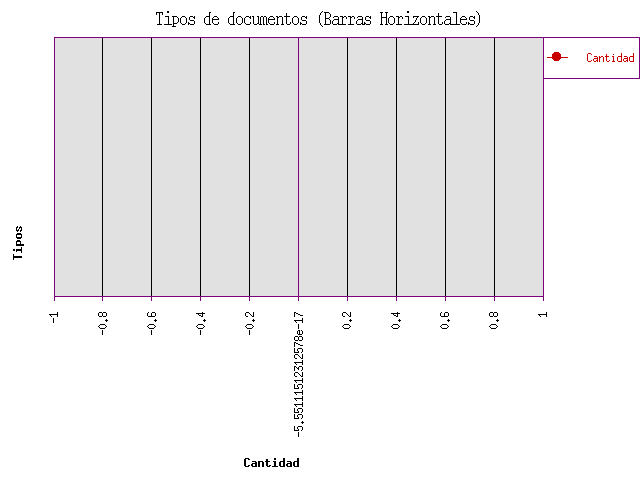 Tipos de documentos (Barras Horizontales)
Cantidad
Tipos
-1
-0.8
-0.6
-0.4
-0.2
-5.55111512312578e-17
0.2
0.4
0.6
0.8
1
Cantidad